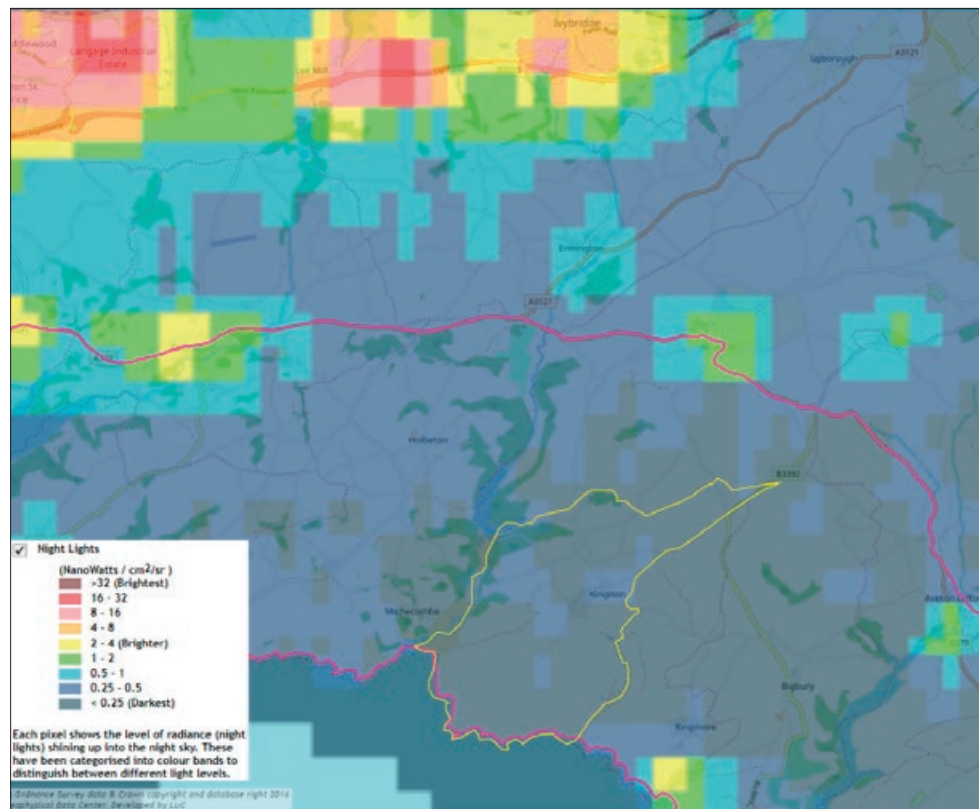 Ivybridge
Langage Industrial
Estate
Lee Mill
A3121
Ugborough
Ermington
A3121
A379
Holbeton
B3392
Kingston
Aveton Gifford
Bigbury
Ringmore
✓ Night Lights
(NanoWatts / cm²/sr )
>32 (Brightest)
16 - 32
8 - 16
4 - 8
2 - 4 (Brighter)
1 - 2
0.5 - 1
0.25 - 0.5
< 0.25 (Darkest)
Each pixel shows the level of radiance (night
lights) shining up into the night sky. These
have been categorised into colour bands to
distinguish between different light levels.
Ordnance Survey data & Crown copyright and database right 2016
eophysical Data Center. Developed by LUC